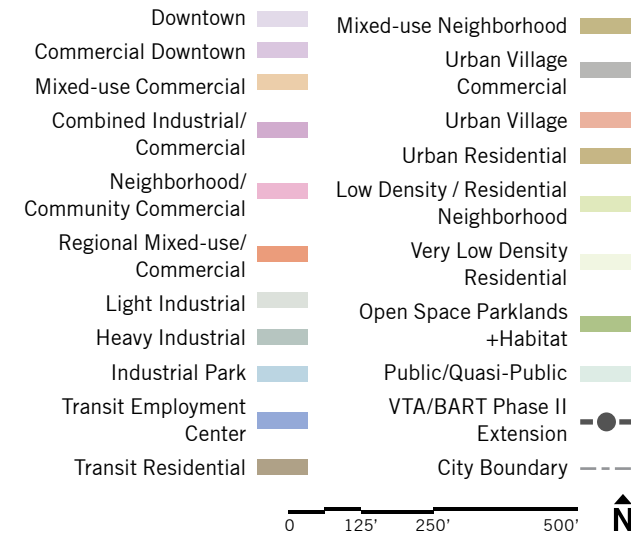 Downtown
Commercial Downtown
Mixed-use Commercial
Combined Industrial/
Commercial
Neighborhood/
Community Commercial
Regional Mixed-use/
Commercial
Light Industrial
Heavy Industrial
Industrial Park
Transit Employment
Center
Transit Residential
Mixed-use Neighborhood
Urban Village
Commercial
Urban Village
Urban Residential
Low Density / Residential
Neighborhood
Very Low Density
Residential
Open Space Parklands
+Habitat
Public/Quasi-Public
VTA/BART Phase II
Extension
City Boundary
0 125' 250' 500'
N